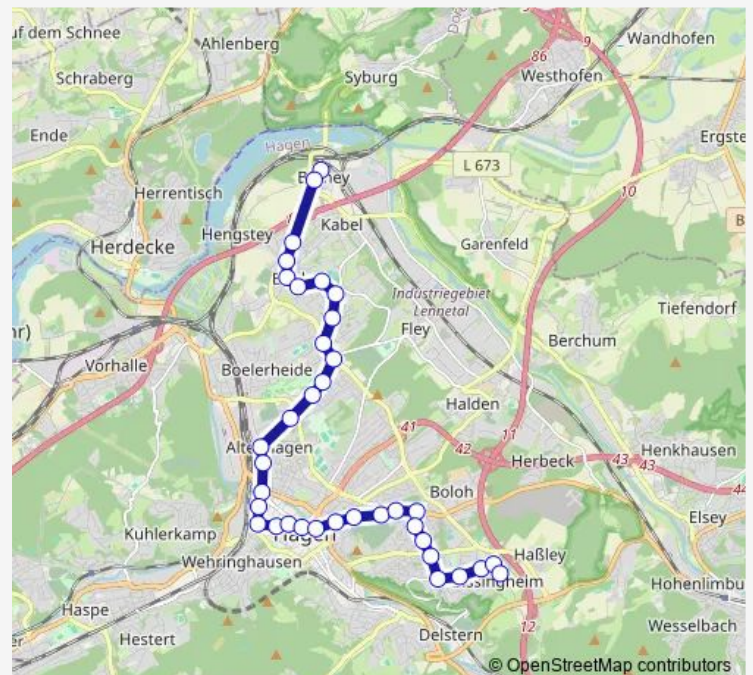 uf dem Schnee
Ahlenberg
9
Wandhofen
86
Schraberg
Syburg
Westhofen
Ende
Hagen
Ergste
L 673
10
Herrentisch
Kabel
Herdecke
Hengstey
Garenfeld
Industriegebiet
Lennetal
Tiefendorf
Fley
Berchum
Vorhalle
Boelerheide
Halden
41
11
42
Henkhausen
Herbeck
43
43
Boloh
Elsey
Kuhlerkamp
Hagen
Haßley
Wehringhausen
Hohenlimbu
Haspe
Hestert
Delstern
12
Wesselbach
© OpenStreetMap contributors